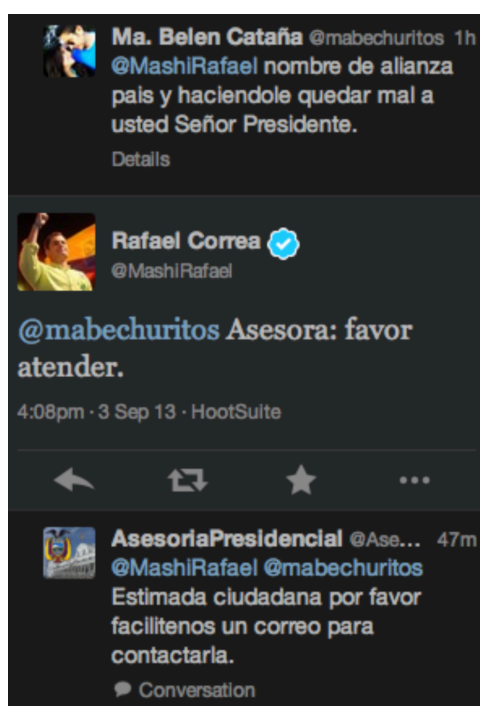 Ma. Belen Cataña @mabechuritos 1h
@MashiRafael nombre de alianza
pais y haciendole quedar mal a
usted Señor Presidente.
Details
Rafael Correa
@MashiRafael
@mabechuritos Asesora: favor
atender.
4:08pm · 3 Sep 13 · HootSuite
AsesoriaPresidencial @Ase... 47m
@MashiRafael @mabechuritos
Estimada ciudadana por favor
facilitenos un correo para
contactarla.
Conversation